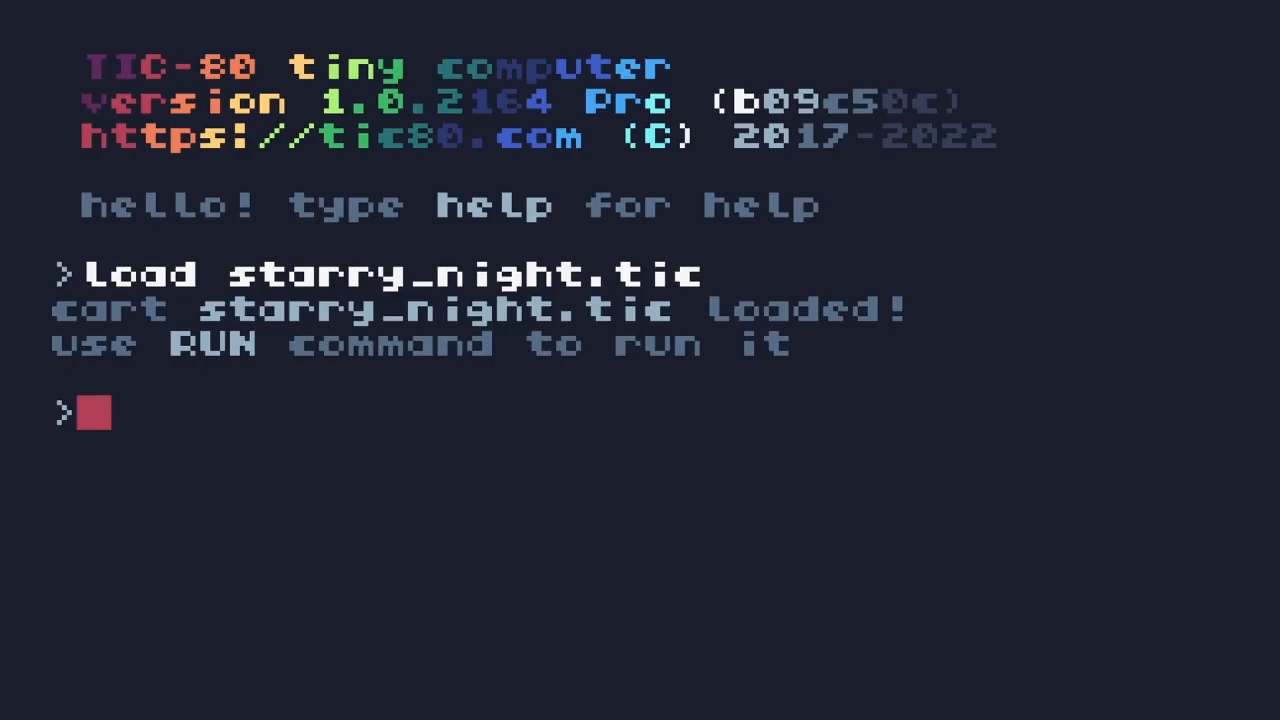 TIC-80 tiny computer
version 1.0.2164 Pro (b09c50c)
https://tic80.com (C) 2017-2022
hello! type help for help
>load starry_night.tic
cart starry_night.tic loaded!
use RUN command to run it
>